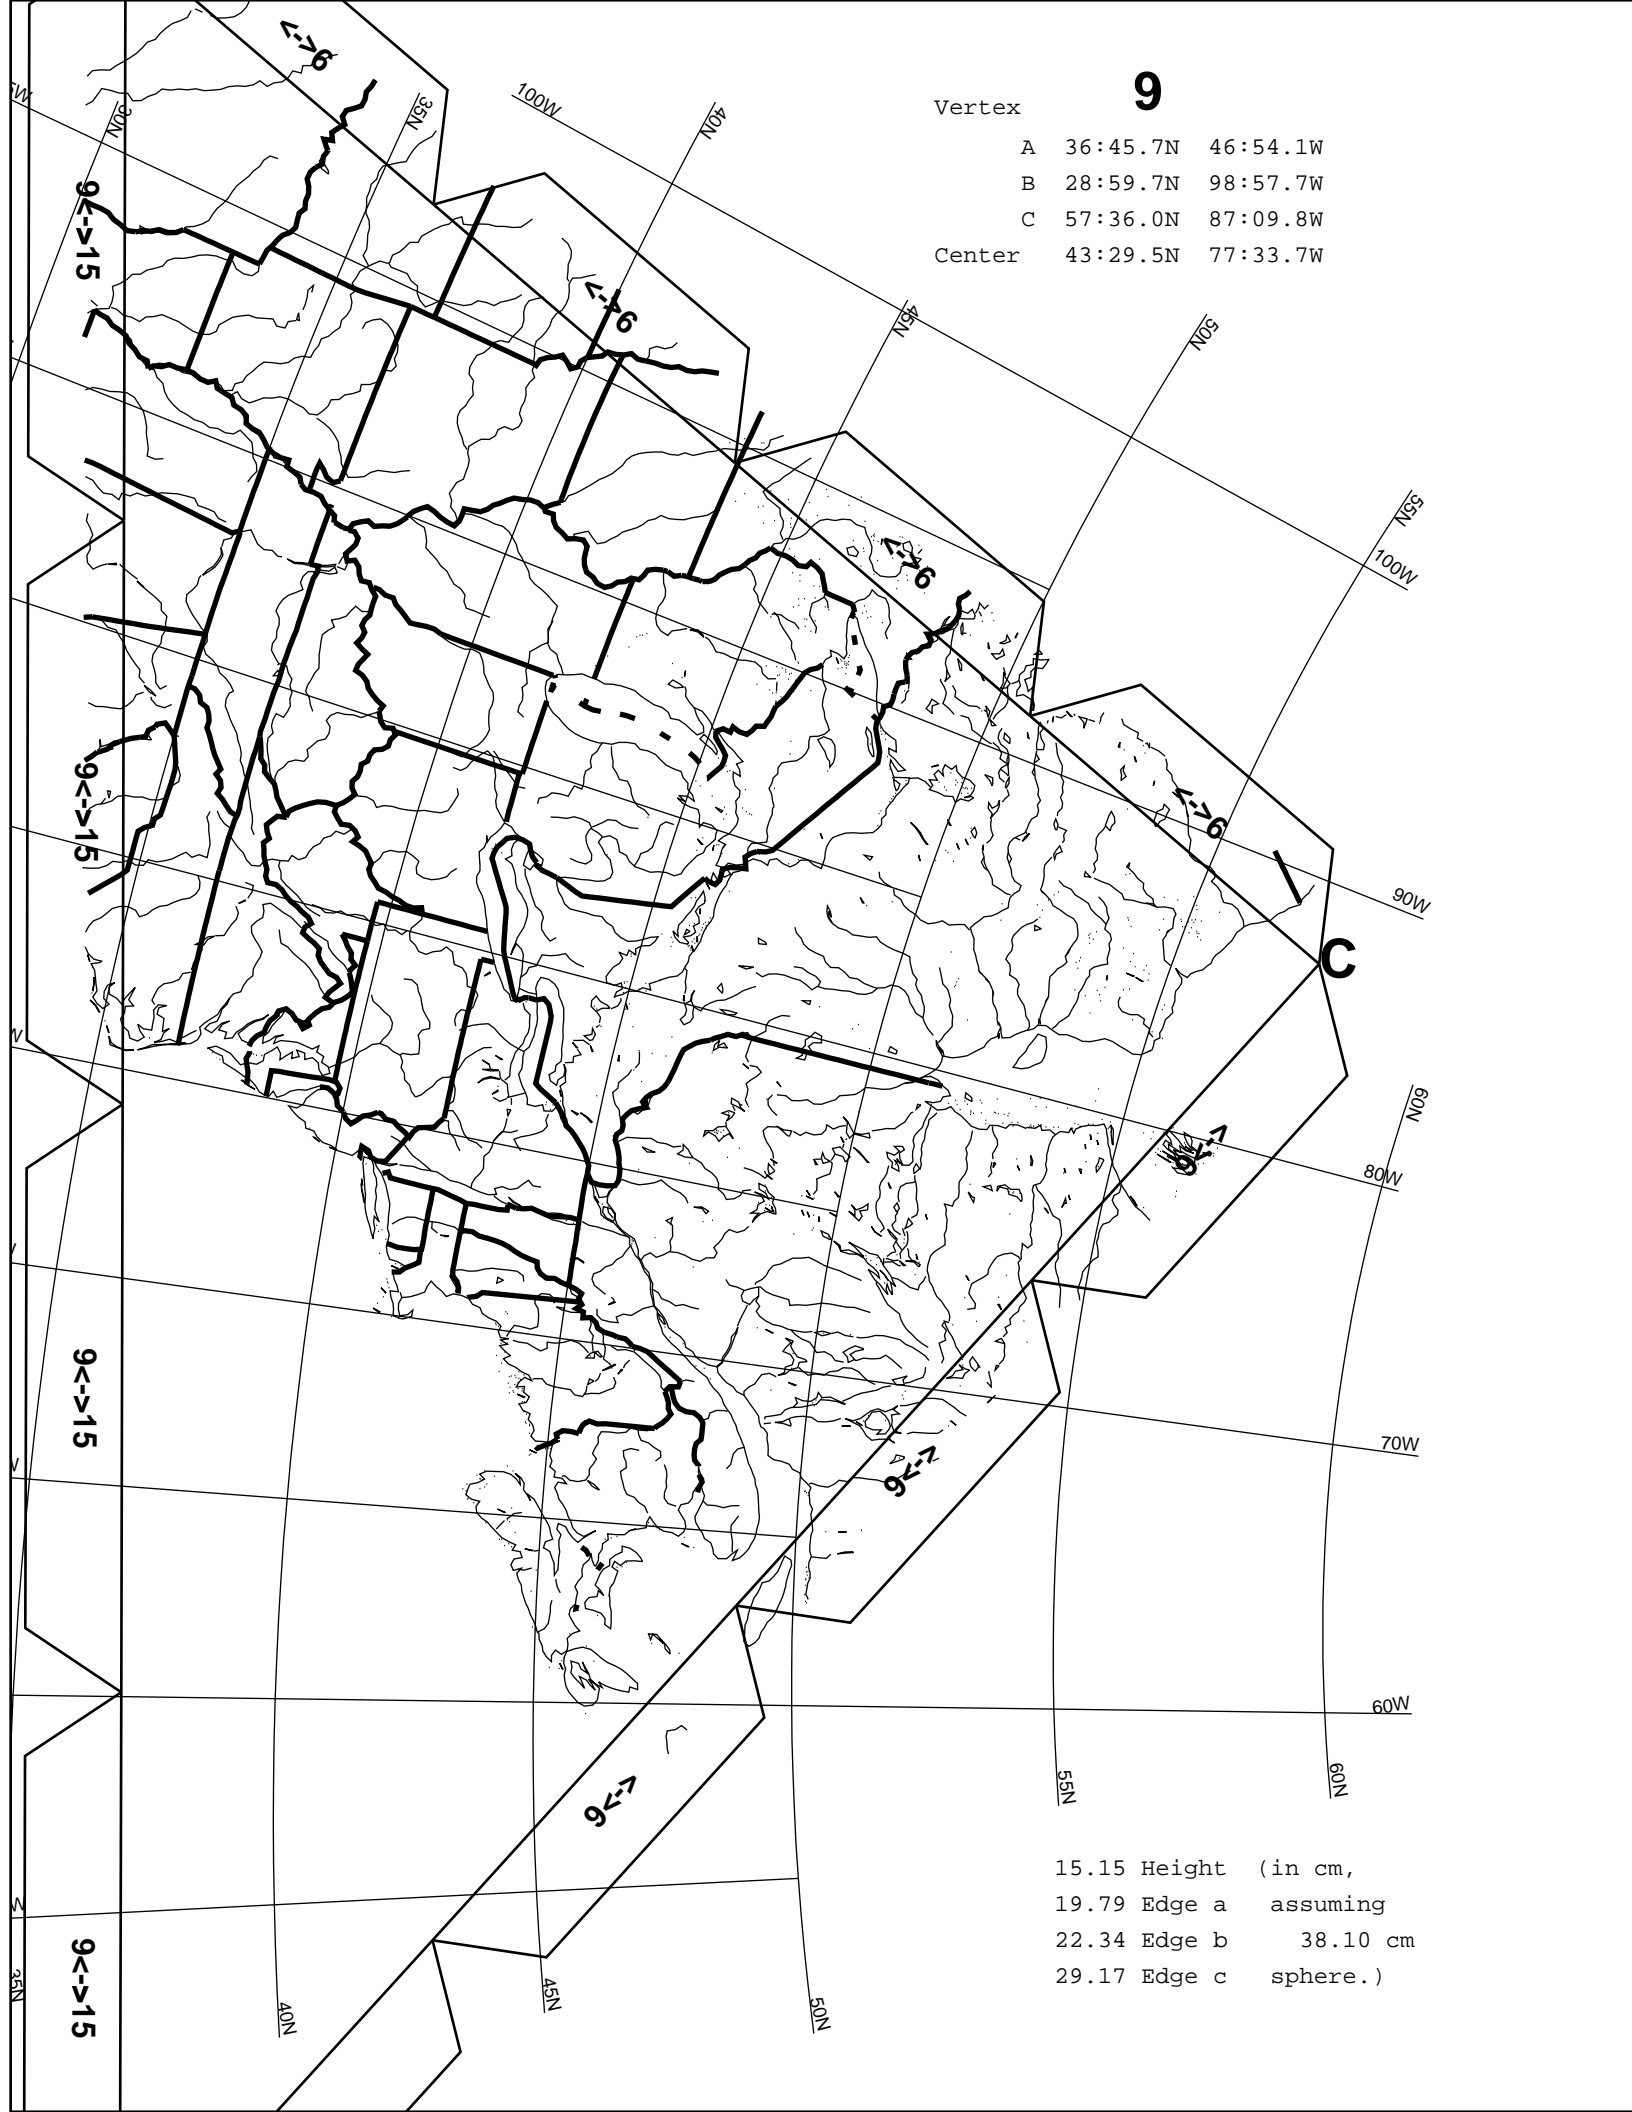 9
Vertex
A 36:45.7N 46:54.1W
B 28:59.7N 98:57.7W
C 57:36.0N 87:09.8W
Center 43:29.5N 77:33.7W
<->6
<->6
<->6
<->6
9<->15
9<->15
9<->15
9<->15
9<->
9<->
9<->
C
30N
35N
40N
45N
50N
55N
60N
100W
100W
90W
80W
70W
60W
55N
60N
35N
40N
45N
50N
W
W
W
W
15.15 Height (in cm,
19.79 Edge a assuming
22.34 Edge b 38.10 cm
29.17 Edge c sphere.)